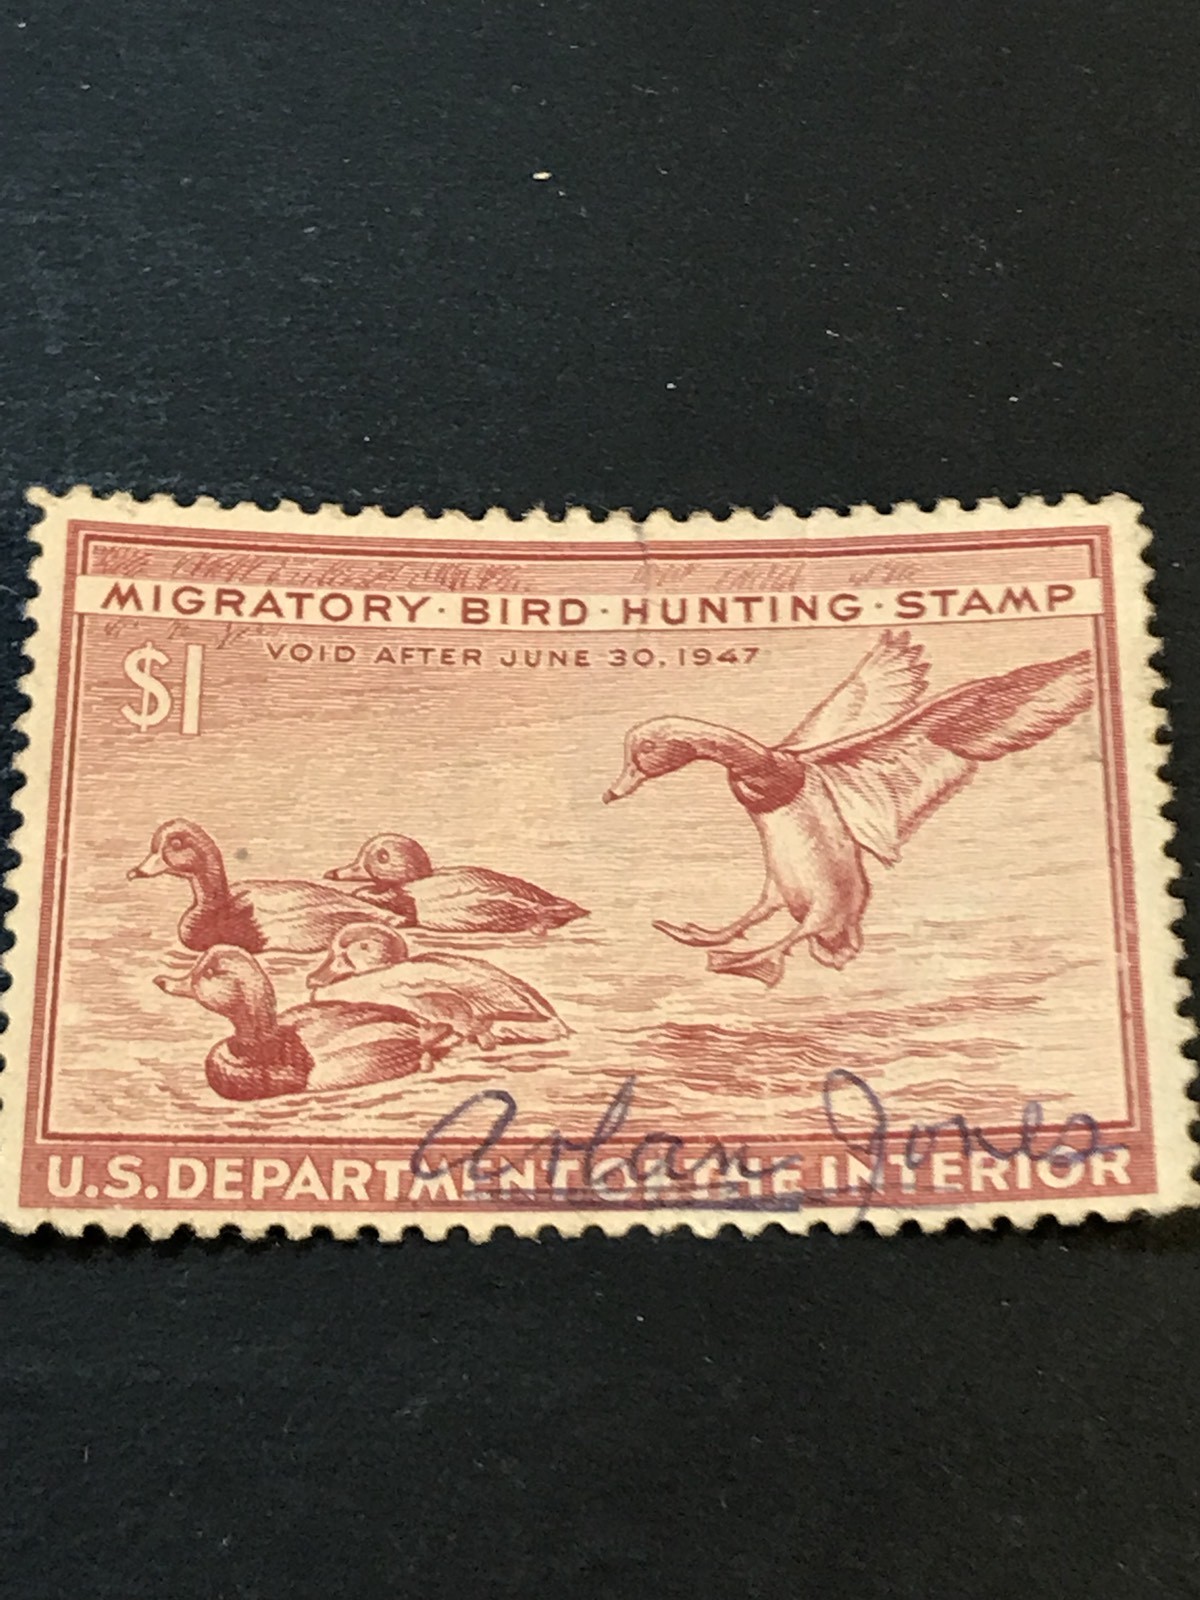 MIGRATORY·BIRD·HUNTING·STAMP
VOID AFTER JUNE 30, 1947
$1
Arlan Jones
U.S. DEPARTMENT OF THE INTERIOR